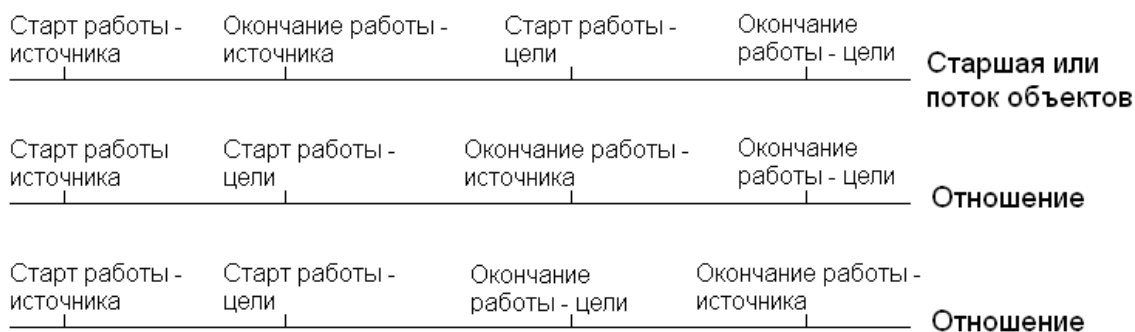 Старт работы -
источника
Окончание работы -
источника
Старт работы -
цели
Окончание
работы - цели
Старшая или
поток объектов
Старт работы
источника
Старт работы -
цели
Окончание работы -
источника
Окончание
работы - цели
Отношение
Старт работы -
источника
Старт работы -
цели
Окончание
работы - цели
Окончание работы -
источника
Отношение